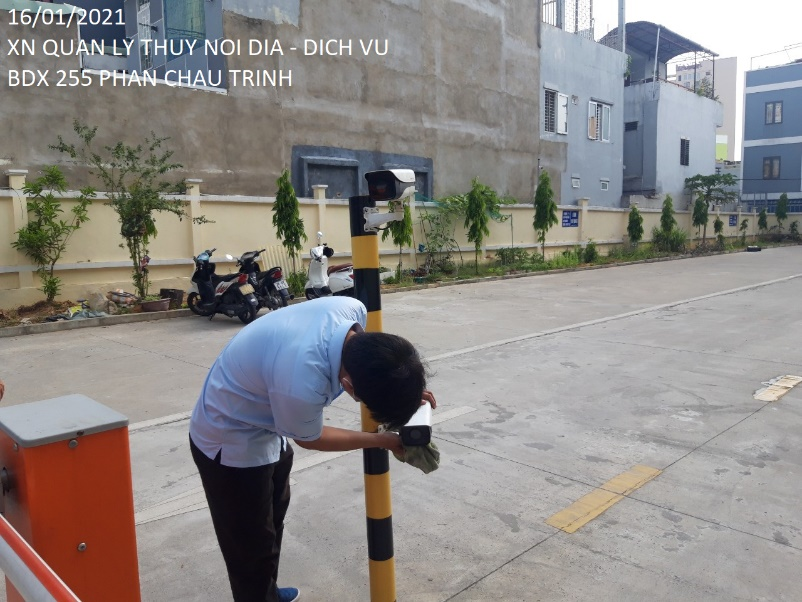 16/01/2021
XN QUAN LY THUY NOI DIA - DICH VU
BDX 255 PHAN CHAU TRINH